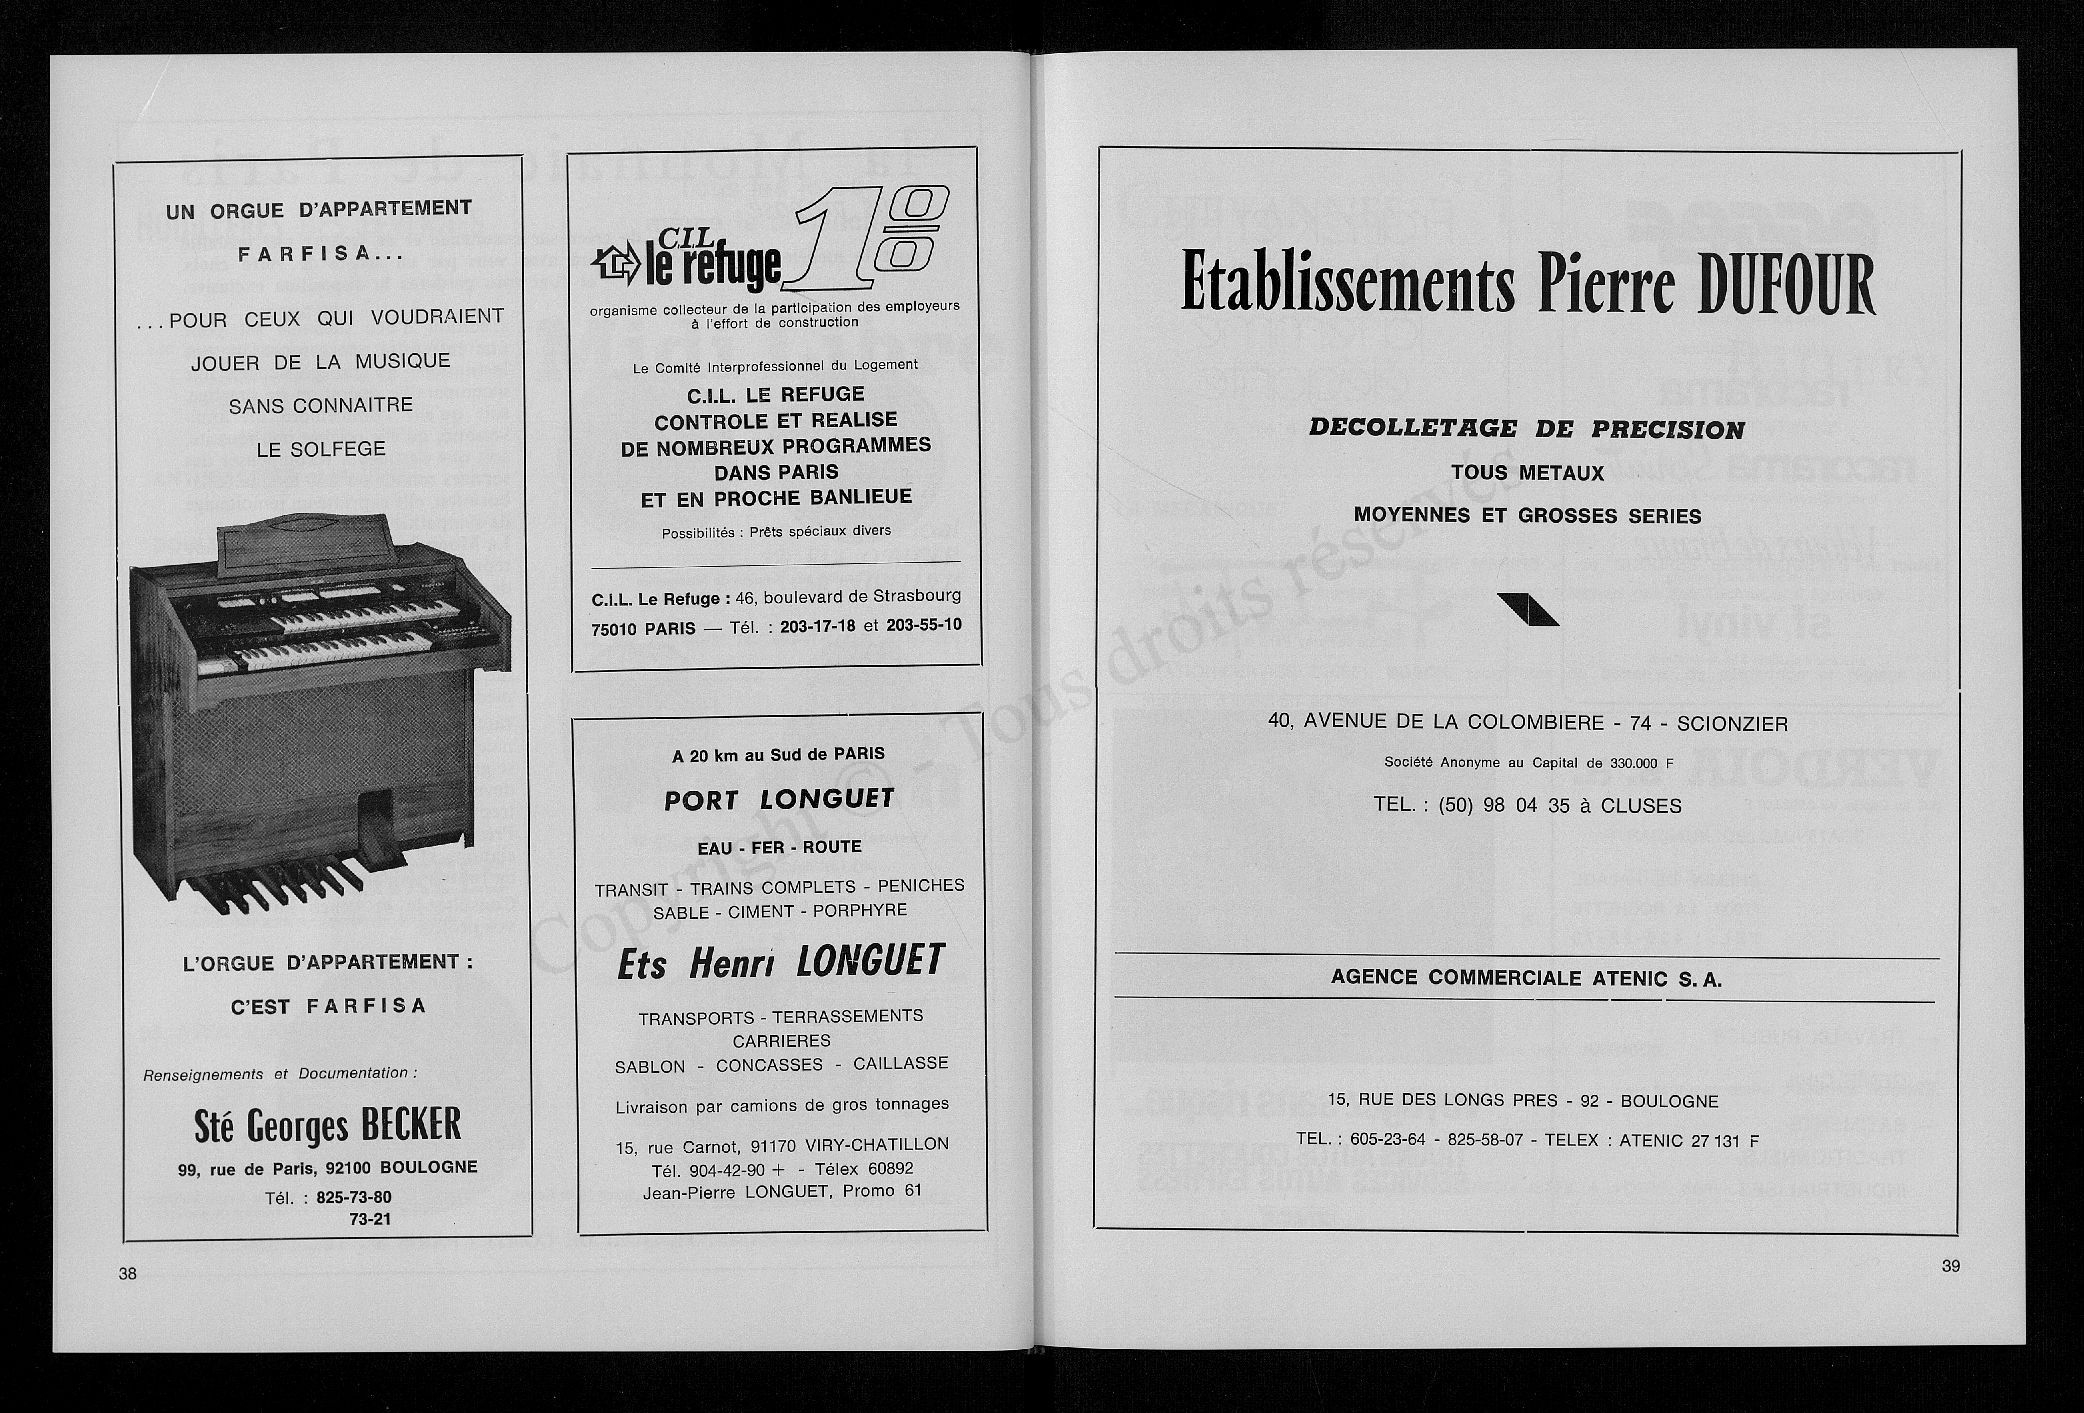 UN ORGUE D'APPARTEMENT
FARFISA...
...POUR CEUX QUI VOUDRAIENT
JOUER DE LA MUSIQUE
SANS CONNAITRE
LE SOLFEGE
L'ORGUE D'APPARTEMENT :
C'EST FARFISA
Renseignements et Documentation :
Sté Georges BECKER
99, rue de Paris, 92100 BOULOGNE
Tél. : 825-73-80
73-21
38
C.I.L.
le refuge
1%
organisme collecteur de la participation des employeurs
à l'effort de construction
Le Comité Interprofessionnel du Logement
C.I.L. LE REFUGE
CONTROLE ET REALISE
DE NOMBREUX PROGRAMMES
DANS PARIS
ET EN PROCHE BANLIEUE
Possibilités : Prêts spéciaux divers
C.I.L. Le Refuge : 46, boulevard de Strasbourg
75010 PARIS — Tél. : 203-17-18 et 203-55-10
A 20 km au Sud de PARIS
PORT LONGUET
EAU - FER - ROUTE
TRANSIT - TRAINS COMPLETS - PENICHES
SABLE - CIMENT - PORPHYRE
Ets Henri LONGUET
TRANSPORTS - TERRASSEMENTS
CARRIERES
SABLON - CONCASSES - CAILLASSE
Livraison par camions de gros tonnages
15, rue Carnot, 91170 VIRY-CHATILLON
Tél. 904-42-90 + - Télex 60892
Jean-Pierre LONGUET, Promo 61
Etablissements Pierre DUFOUR
DECOLLETAGE DE PRECISION
TOUS METAUX
MOYENNES ET GROSSES SERIES
40, AVENUE DE LA COLOMBIERE - 74 - SCIONZIER
Société Anonyme au Capital de 330.000 F
TEL. : (50) 98 04 35 à CLUSES
AGENCE COMMERCIALE ATENIC S.A.
15, RUE DES LONGS PRES - 92 - BOULOGNE
TEL. : 605-23-64 - 825-58-07 - TELEX : ATENIC 27 131 F
39
Copyright © - Tous droits réservés